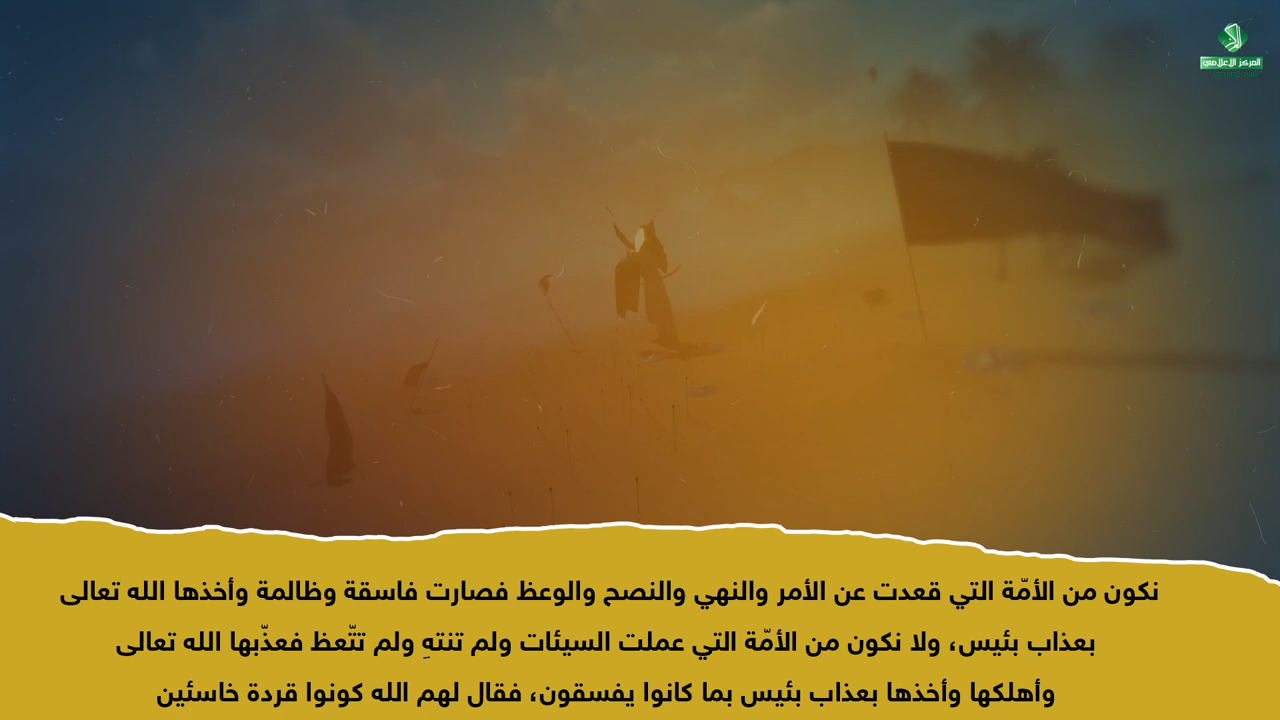 المركز الإعلامي
نكون من الأمّة التي قعدت عن الأمر والنهي والنصح والوعظ فصارت فاسقة وظالمة وأخذها الله تعالى
بعذاب بئيس، ولا نكون من الأمّة التي عملت السيئات ولم تنتهِ ولم تتّعظ فعذّبها الله تعالى
وأهلكها وأخذها بعذاب بئيس بما كانوا يفسقون، فقال لهم الله كونوا قردة خاسئين